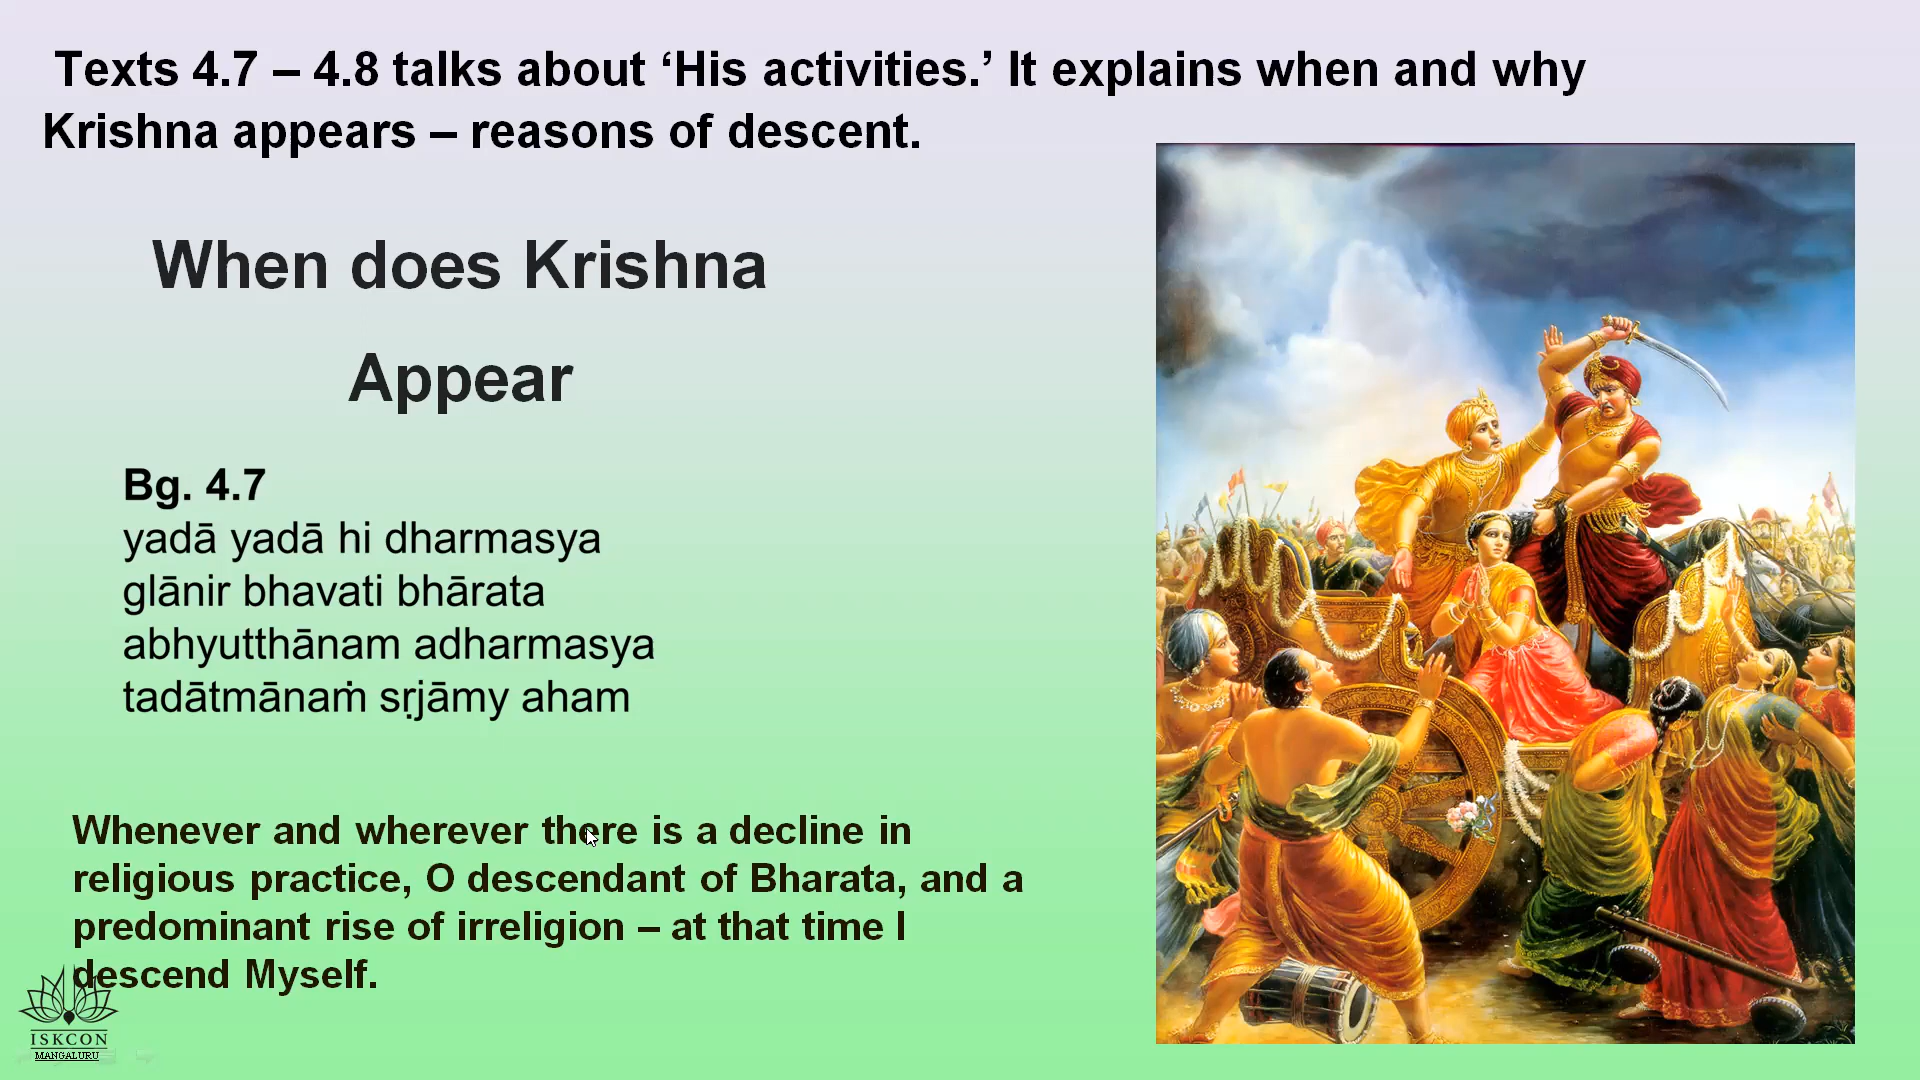 Texts 4.7 – 4.8 talks about ‘His activities.’ It explains when and why
Krishna appears – reasons of descent.
When does Krishna
Appear
Bg. 4.7
yadā yadā hi dharmasya
glānir bhavati bhārata
abhyutthānam adharmasya
tadātmānaṁ sṛjāmy aham
Whenever and wherever there is a decline in
religious practice, O descendant of Bharata, and a
predominant rise of irreligion – at that time I
descend Myself.
ISKCON
MANGALURU